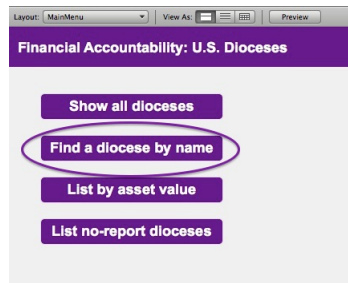 Layout: MainMenu View As: Preview
Financial Accountability: U.S. Dioceses
Show all dioceses
Find a diocese by name
List by asset value
List no-report dioceses